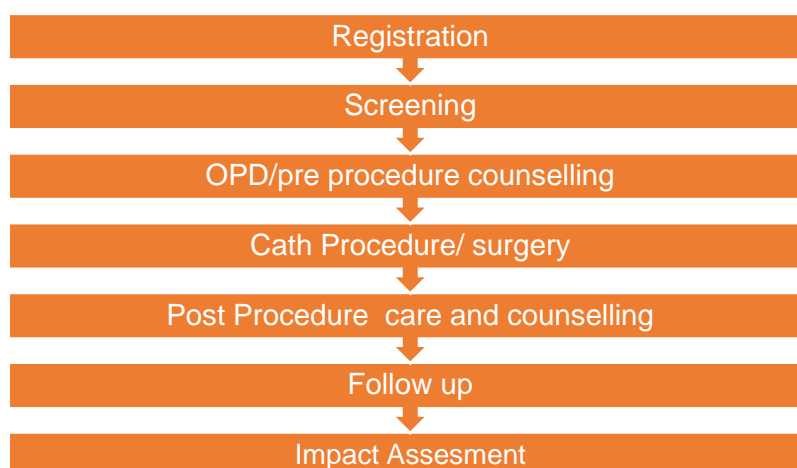 Registration
Screening
OPD/pre procedure counselling
Cath Procedure/ surgery
Post Procedure  care and counselling
Follow up
Impact Assesment